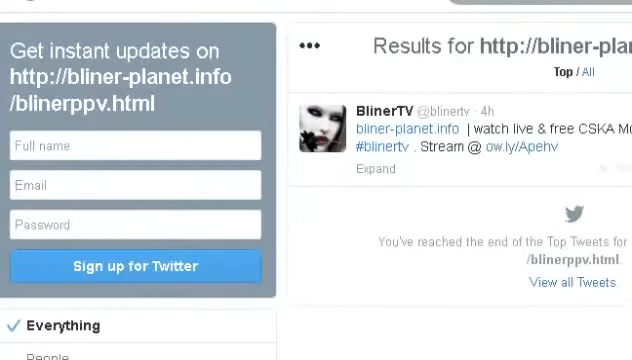 Get instant updates on
http://bliner-planet.info
/blinerppv.html
Full name
Email
Password
Sign up for Twitter
Everything
People
Results for http://bliner-plan
Top / All
BlinerTV @blinertv · 4h
bliner-planet.info | watch live & free CSKA Mo
#blinertv . Stream @ ow.ly/Apehv
Expand
You've reached the end of the Top Tweets for
/blinerppv.html.
View all Tweets.